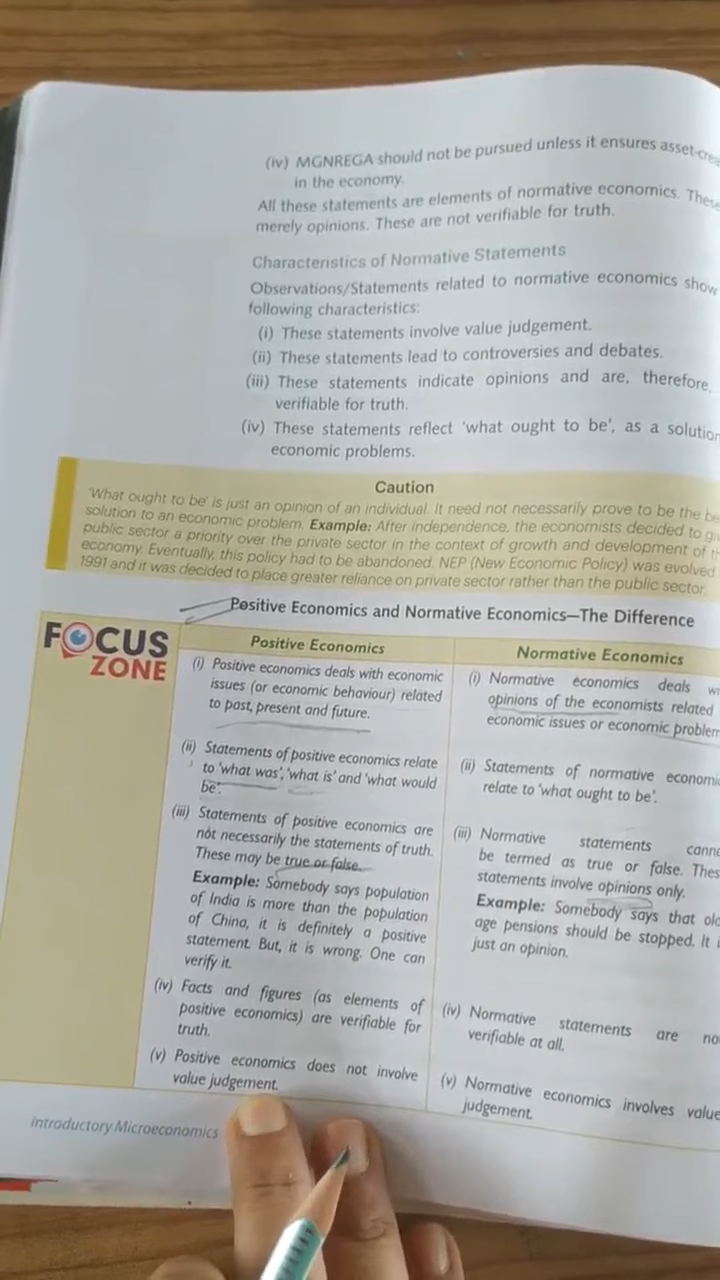 (iv) MGNREGA should not be pursued unless it ensures asset-crea
in the economy.
All these statements are elements of normative economics. These
merely opinions. These are not verifiable for truth.
Characteristics of Normative Statements
Observations/Statements related to normative economics show
following characteristics:
(i) These statements involve value judgement.
(ii) These statements lead to controversies and debates.
(iii) These statements indicate opinions and are, therefore,
verifiable for truth.
(iv) These statements reflect 'what ought to be', as a solution
economic problems.
Caution
'What ought to be' is just an opinion of an individual. It need not necessarily prove to be the be
solution to an economic problem. Example: After independence, the economists decided to gi
public sector a priority over the private sector in the context of growth and development of th
economy. Eventually, this policy had to be abandoned. NEP (New Economic Policy) was evolved
1991 and it was decided to place greater reliance on private sector rather than the public sector.
Positive Economics and Normative Economics—The Difference
FOCUS
ZONE
Positive Economics
(i) Positive economics deals with economic
issues (or economic behaviour) related
to past, present and future.
(ii) Statements of positive economics relate
to 'what was', 'what is' and 'what would
be'.
(iii) Statements of positive economics are
not necessarily the statements of truth.
These may be true or false.
Example: Somebody says population
of India is more than the population
of China, it is definitely a positive
statement. But, it is wrong. One can
verify it.
(iv) Facts and figures (as elements of
positive economics) are verifiable for
truth.
(v) Positive economics does not involve
value judgement.
Normative Economics
(i) Normative economics deals wi
opinions of the economists related
economic issues or economic problem
(ii) Statements of normative economic
relate to 'what ought to be'.
(iii) Normative statements canno
be termed as true or false. Thes
statements involve opinions only.
Example: Somebody says that old
age pensions should be stopped. It i
just an opinion.
(iv) Normative statements are no
verifiable at all.
(v) Normative economics involves value
judgement.
Introductory Microeconomics